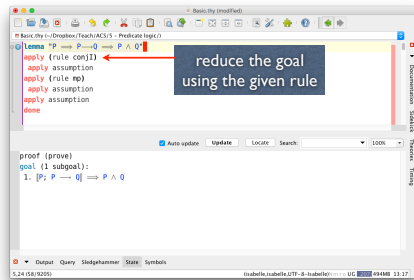 Basic.thy (modified)
Basic.thy (~/Dropbox/Teach/ACS/5 - Predicate logic/)
lemma "P ⟹ P⟶Q ⟹ P ∧ Q"
apply (rule conjI)
apply assumption
apply (rule mp)
apply assumption
apply assumption
done
reduce the goal
using the given rule
Documentation
Sidekick
Theories
Timing
Auto update Update Locate Search: 100%
proof (prove)
goal (1 subgoal):
1. ⟦P; P ⟶ Q⟧ ⟹ P ∧ Q
Output Query Sledgehammer State Symbols
5,24 (58/9205) (isabelle,isabelle,UTF-8-Isabelle) UG 494MB 13:17